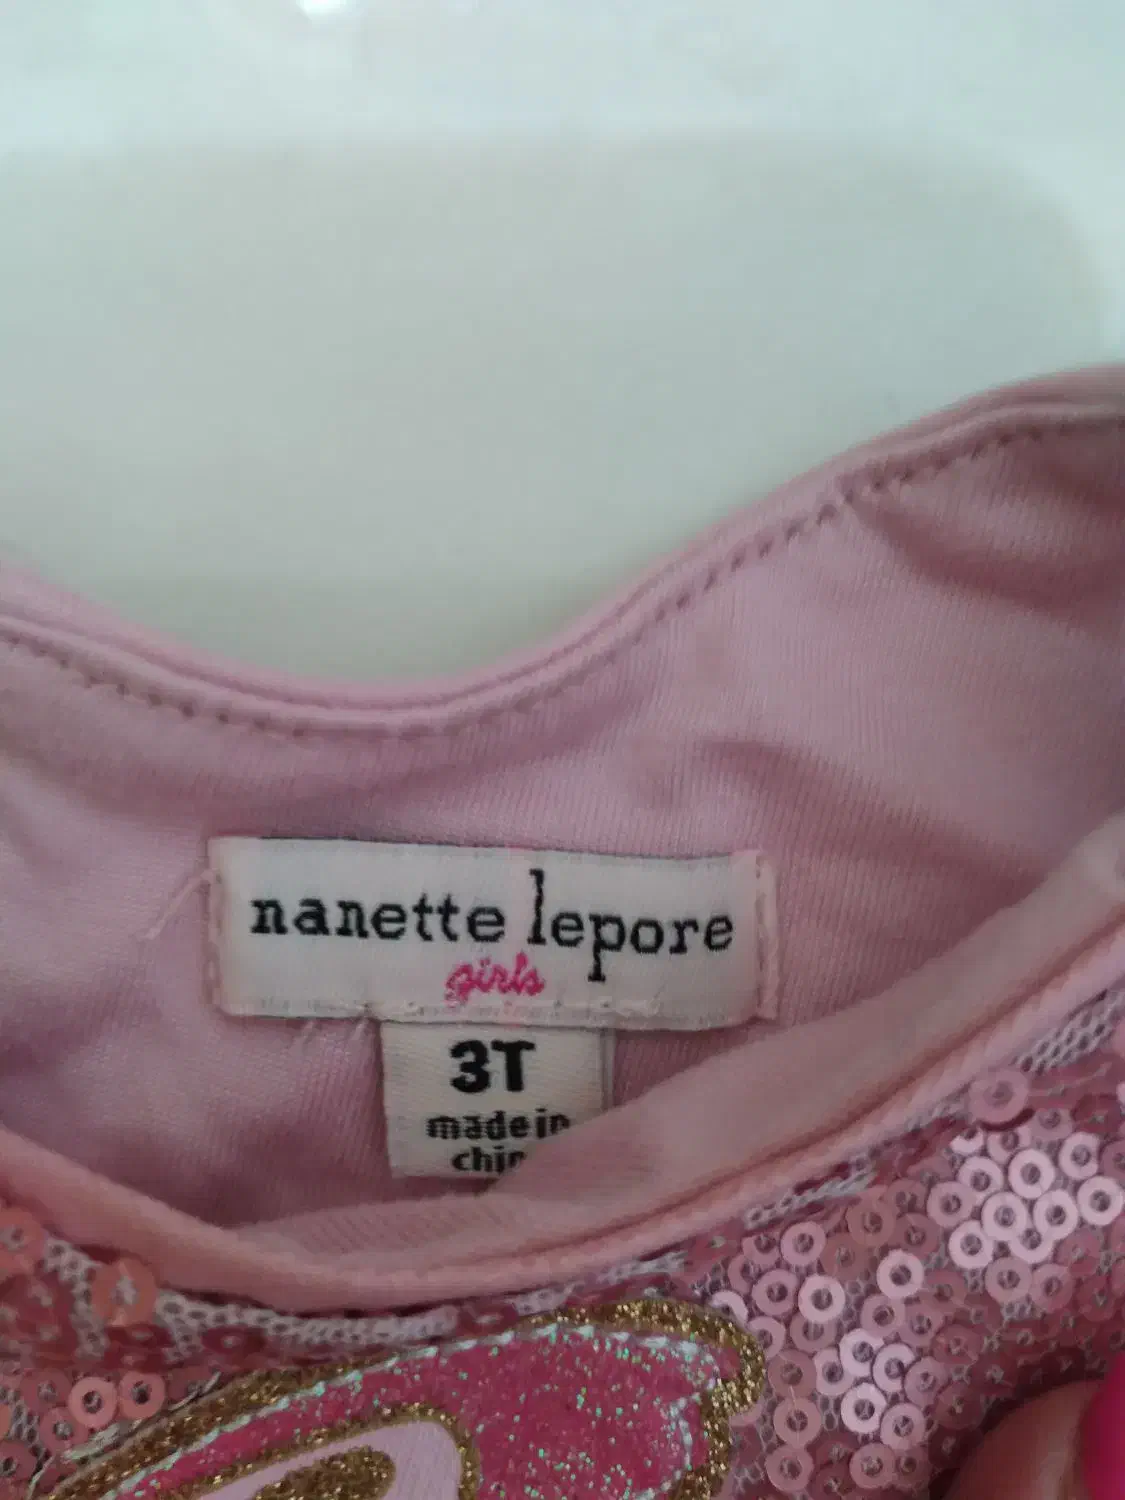 nanette lepore
girls
3T
made in
chin